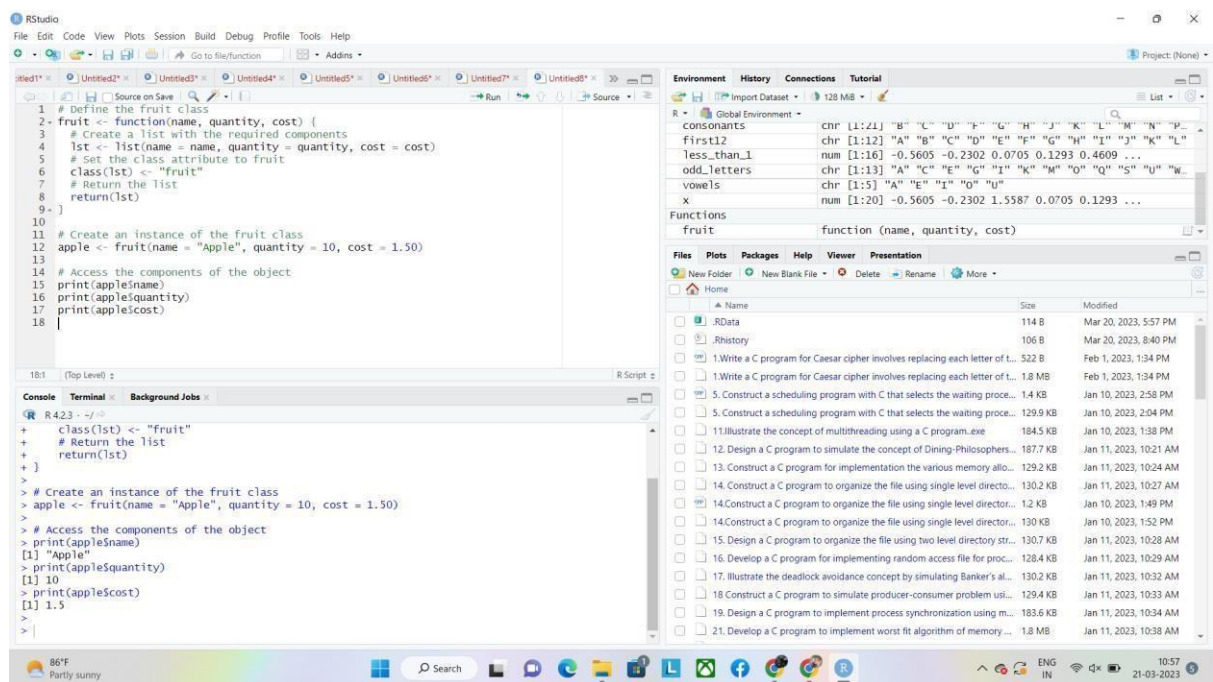 RStudio
File Edit Code View Plots Session Build Debug Profile Tools Help
Go to file/function Addins
Project: (None)
:itled1* Untitled2* Untitled3* Untitled4* Untitled5* Untitled6* Untitled7* Untitled8*
Source on Save Run Source
1 # Define the fruit class
2 fruit <- function(name, quantity, cost) {
3 # Create a list with the required components
4 lst <- list(name = name, quantity = quantity, cost = cost)
5 # Set the class attribute to fruit
6 class(lst) <- "fruit"
7 # Return the list
8 return(lst)
9 }
10
11 # Create an instance of the fruit class
12 apple <- fruit(name = "Apple", quantity = 10, cost = 1.50)
13
14 # Access the components of the object
15 print(apple$name)
16 print(apple$quantity)
17 print(apple$cost)
18
18:1 (Top Level) R Script
Console Terminal Background Jobs
R 4.2.3 · ~/
+ class(lst) <- "fruit"
+ # Return the list
+ return(lst)
+ }
>
> # Create an instance of the fruit class
> apple <- fruit(name = "Apple", quantity = 10, cost = 1.50)
>
> # Access the components of the object
> print(apple$name)
[1] "Apple"
> print(apple$quantity)
[1] 10
> print(apple$cost)
[1] 1.5
>
>
Environment History Connections Tutorial
Import Dataset 128 MiB List
R Global Environment
consonants chr [1:21] "B" "C" "D" "F" "G" "H" "J" "K" "L" "M" "N" "P…
first12 chr [1:12] "A" "B" "C" "D" "E" "F" "G" "H" "I" "J" "K" "L"
less_than_1 num [1:16] -0.5605 -0.2302 0.0705 0.1293 0.4609 ...
odd_letters chr [1:13] "A" "C" "E" "G" "I" "K" "M" "O" "Q" "S" "U" "W…
vowels chr [1:5] "A" "E" "I" "O" "U"
x num [1:20] -0.5605 -0.2302 1.5587 0.0705 0.1293 ...
Functions
fruit function (name, quantity, cost)
Files Plots Packages Help Viewer Presentation
New Folder New Blank File Delete Rename More
Home
Name Size Modified
.RData 114 B Mar 20, 2023, 5:57 PM
.Rhistory 106 B Mar 20, 2023, 8:40 PM
1.Write a C program for Caesar cipher involves replacing each letter of t... 522 B Feb 1, 2023, 1:34 PM
1.Write a C program for Caesar cipher involves replacing each letter of t... 1.8 MB Feb 1, 2023, 1:34 PM
5. Construct a scheduling program with C that selects the waiting proce... 1.4 KB Jan 10, 2023, 2:58 PM
5. Construct a scheduling program with C that selects the waiting proce... 129.9 KB Jan 10, 2023, 2:04 PM
11.Illustrate the concept of multithreading using a C program..exe 184.5 KB Jan 10, 2023, 1:38 PM
12. Design a C program to simulate the concept of Dining-Philosophers... 187.7 KB Jan 11, 2023, 10:21 AM
13. Construct a C program for implementation the various memory allo... 129.2 KB Jan 11, 2023, 10:24 AM
14. Construct a C program to organize the file using single level directo... 130.2 KB Jan 11, 2023, 10:27 AM
14.Construct a C program to organize the file using single level director... 1.2 KB Jan 10, 2023, 1:49 PM
14.Construct a C program to organize the file using single level director... 130 KB Jan 10, 2023, 1:52 PM
15. Design a C program to organize the file using two level directory str... 130.7 KB Jan 11, 2023, 10:28 AM
16. Develop a C program for implementing random access file for proc... 128.4 KB Jan 11, 2023, 10:29 AM
17. Illustrate the deadlock avoidance concept by simulating Banker's al... 130.2 KB Jan 11, 2023, 10:32 AM
18 Construct a C program to simulate producer-consumer problem usi... 129.4 KB Jan 11, 2023, 10:33 AM
19. Design a C program to implement process synchronization using m... 183.6 KB Jan 11, 2023, 10:34 AM
21. Develop a C program to implement worst fit algorithm of memory ... 1.8 MB Jan 11, 2023, 10:38 AM
86°F
Partly sunny
Search
ENG
IN
10:57
21-03-2023
5